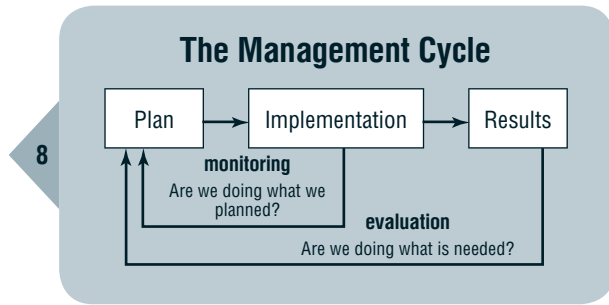 The Management Cycle
Plan
Implementation
Results
8
monitoring
Are we doing what we
planned?
evaluation
Are we doing what is needed?